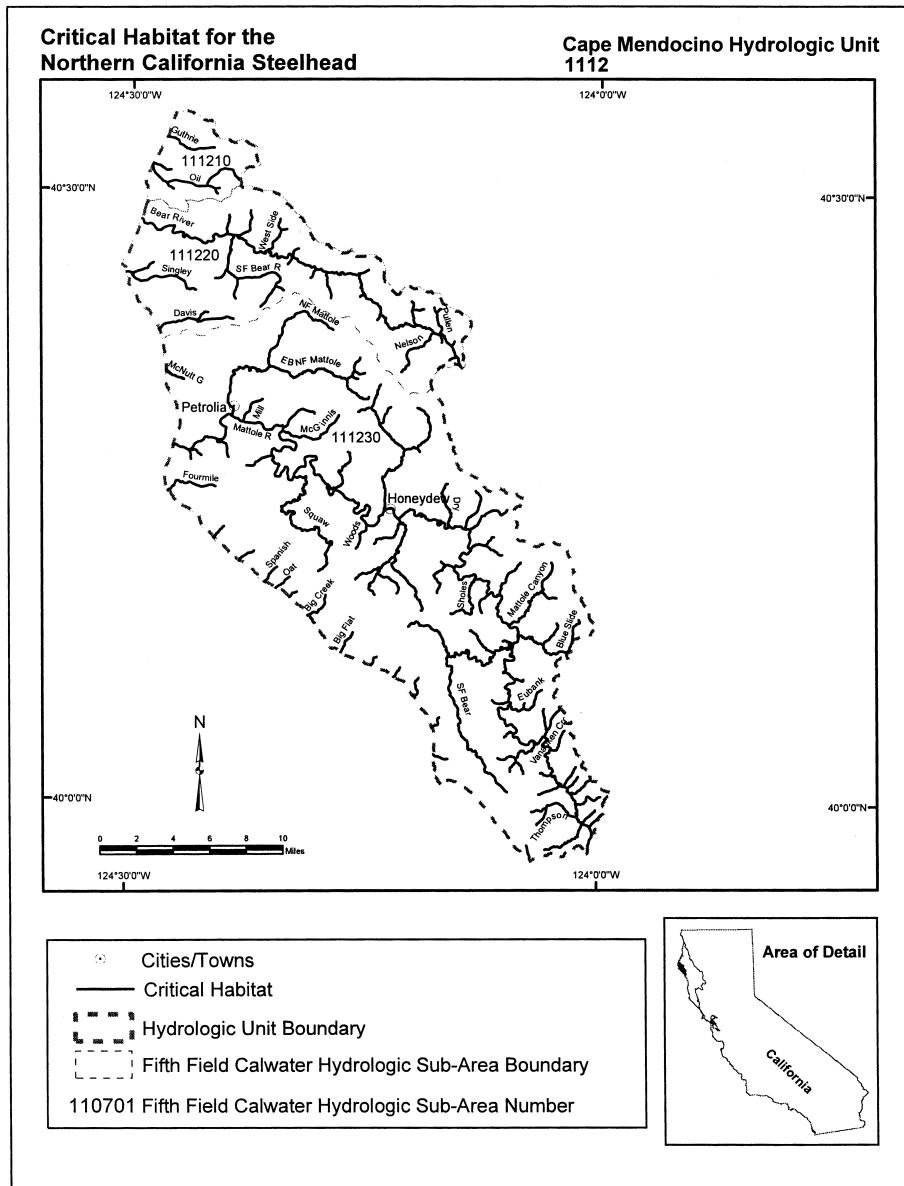 Critical Habitat for the
Northern California Steelhead
Cape Mendocino Hydrologic Unit
1112
124°30'0"W
124°0'0"W
Guthrie
111210
Oil
40°30'0"N
40°30'0"N
Bear River
West Side
111220
SF Bear R
Singley
Davis
NF Mattole
Pullen
Nelson
EBNF Mattole
McNutt G
Petrolia
Mill
McGinnis
Mattole R
111230
Fourmile
Honeydew
Dry
Squaw
Woods
Spanish
Oat
Sholes
Mattole Canyon
Big Creek
Blue Slide
Big Flat
SF Bear
Eubank
N
40°0'0"N
40°0'0"N
Thompson
0 2 4 6 8 10
Miles
124°30'0"W
124°0'0"W
Cities/Towns
Critical Habitat
Hydrologic Unit Boundary
Fifth Field Calwater Hydrologic Sub-Area Boundary
110701 Fifth Field Calwater Hydrologic Sub-Area Number
Area of Detail
California